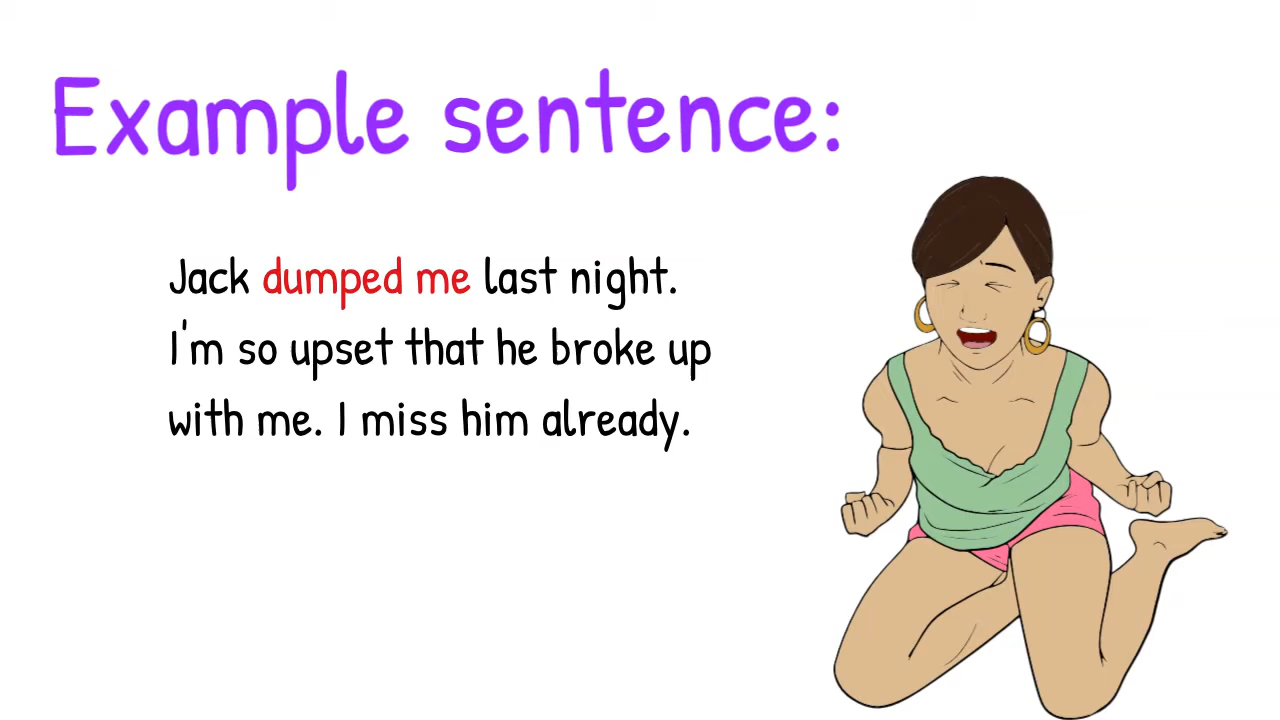 Example sentence:
Jack dumped me last night.
I'm so upset that he broke up
with me. I miss him already.